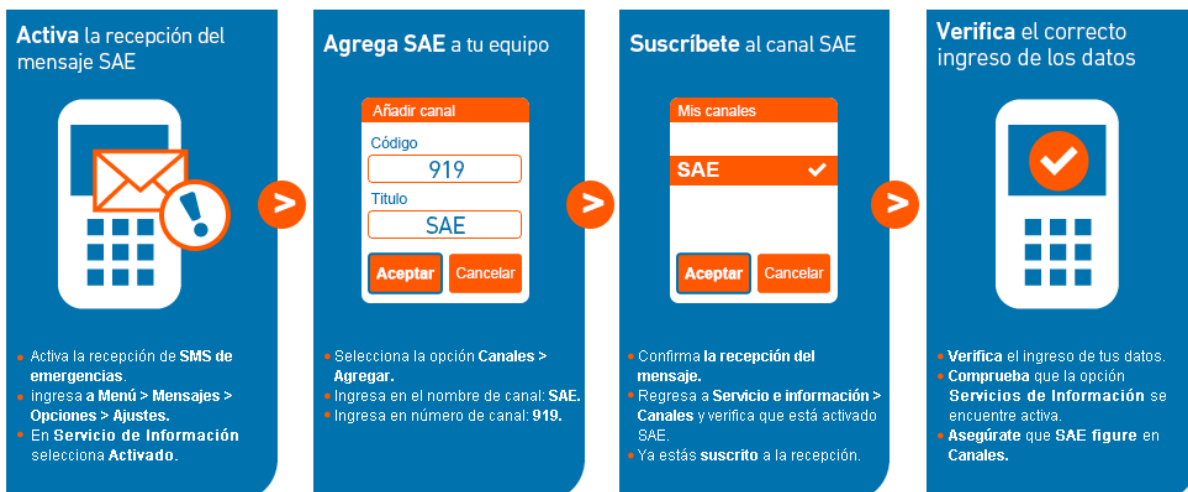 Activa la recepción del
mensaje SAE
Activa la recepción de SMS de
emergencias.
ingresa a Menú > Mensajes >
Opciones > Ajustes.
En Servicio de Información
selecciona Activado.
>
Agrega SAE a tu equipo
Añadir canal
Código
919
Titulo
SAE
Aceptar Cancelar
Selecciona la opción Canales >
Agregar.
Ingresa en el nombre de canal: SAE.
Ingresa en número de canal: 919.
>
Suscríbete al canal SAE
Mis canales
SAE
Aceptar Cancelar
Confirma la recepción del
mensaje.
Regresa a Servicio e información >
Canales y verifica que está activado
SAE.
Ya estás suscrito a la recepción.
>
Verifica el correcto
ingreso de los datos
Verifica el ingreso de tus datos.
Comprueba que la opción
Servicios de Información se
encuentre activa.
Asegúrate que SAE figure en
Canales.